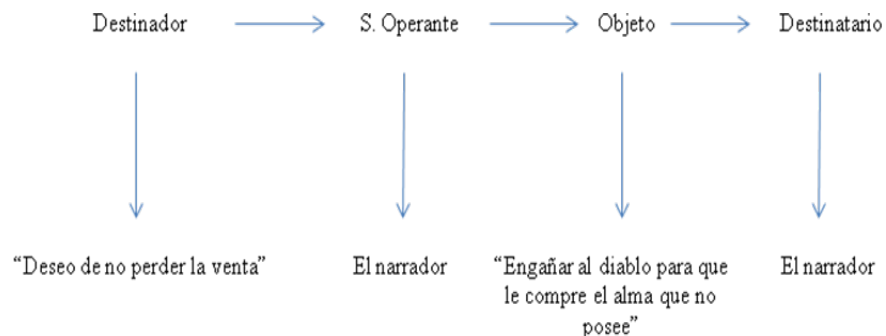 Destinador S. Operante Objeto Destinatario
“Deseo de no perder la venta” El narrador “Engañar al diablo para que El narrador
le compre el alma que no
posee”